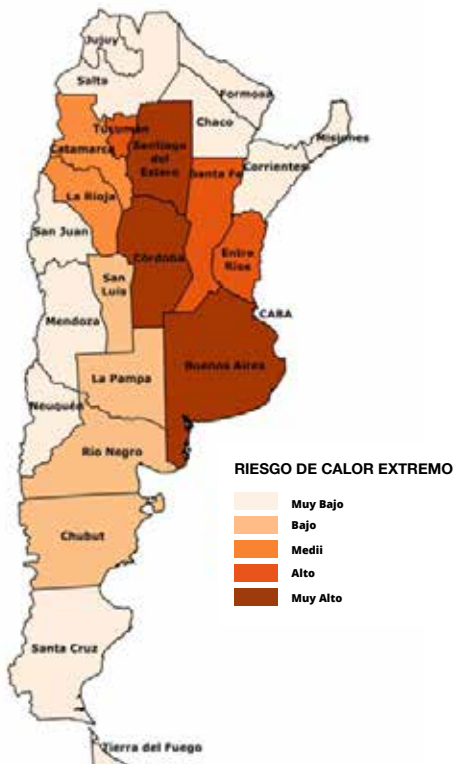 Jujuy
Salta
Formosa
Chaco
Tucumán
Misiones
Catamarca
Santiago
del
Estero
Santa Fe
Corrientes
La Rioja
San Juan
Córdoba
Entre
Ríos
San
Luis
CABA
Mendoza
Buenos Aires
La Pampa
Neuquén
Río Negro
RIESGO DE CALOR EXTREMO
Muy Bajo
Bajo
Medii
Alto
Muy Alto
Chubut
Santa Cruz
Tierra del Fuego